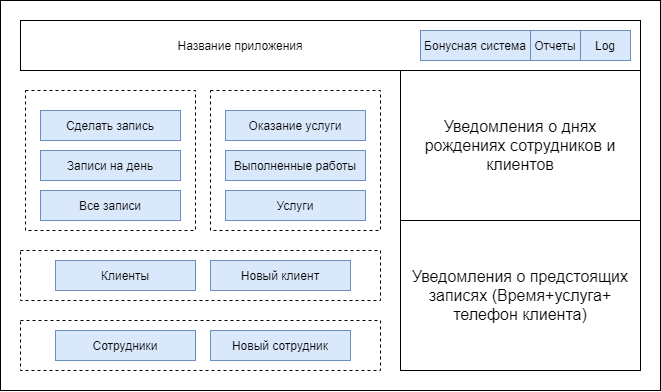 Название приложения
Бонусная система
Отчеты
Log
Сделать запись
Записи на день
Все записи
Оказание услуги
Выполненные работы
Услуги
Уведомления о днях
рождениях сотрудников и
клиентов
Клиенты
Новый клиент
Сотрудники
Новый сотрудник
Уведомления о предстоящих
записях (Время+услуга+
телефон клиента)